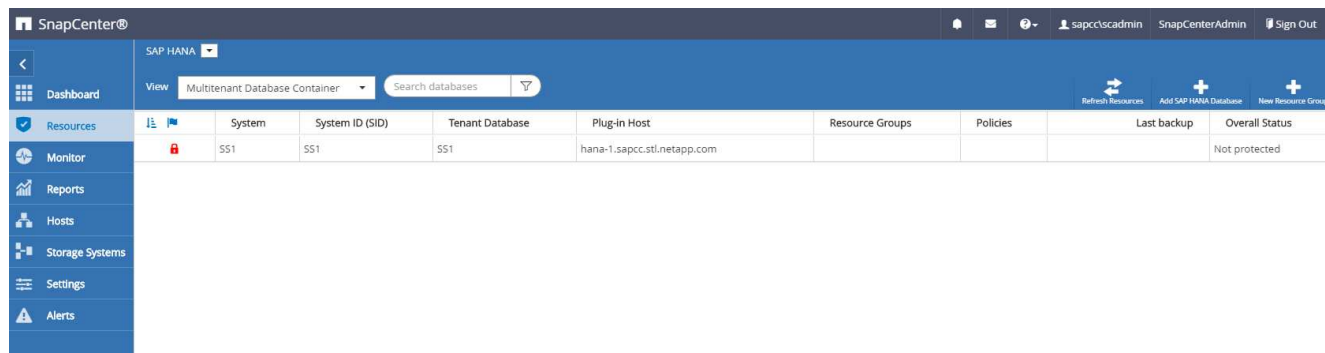 SnapCenter®
sapcc\scadmin SnapCenterAdmin Sign Out
SAP HANA
View Multitenant Database Container Search databases
Refresh Resources Add SAP HANA Database New Resource Group
Dashboard
Resources
Monitor
Reports
Hosts
Storage Systems
Settings
Alerts
System System ID (SID) Tenant Database Plug-in Host Resource Groups Policies Last backup Overall Status
SS1 SS1 SS1 hana-1.sapcc.stl.netapp.com Not protected